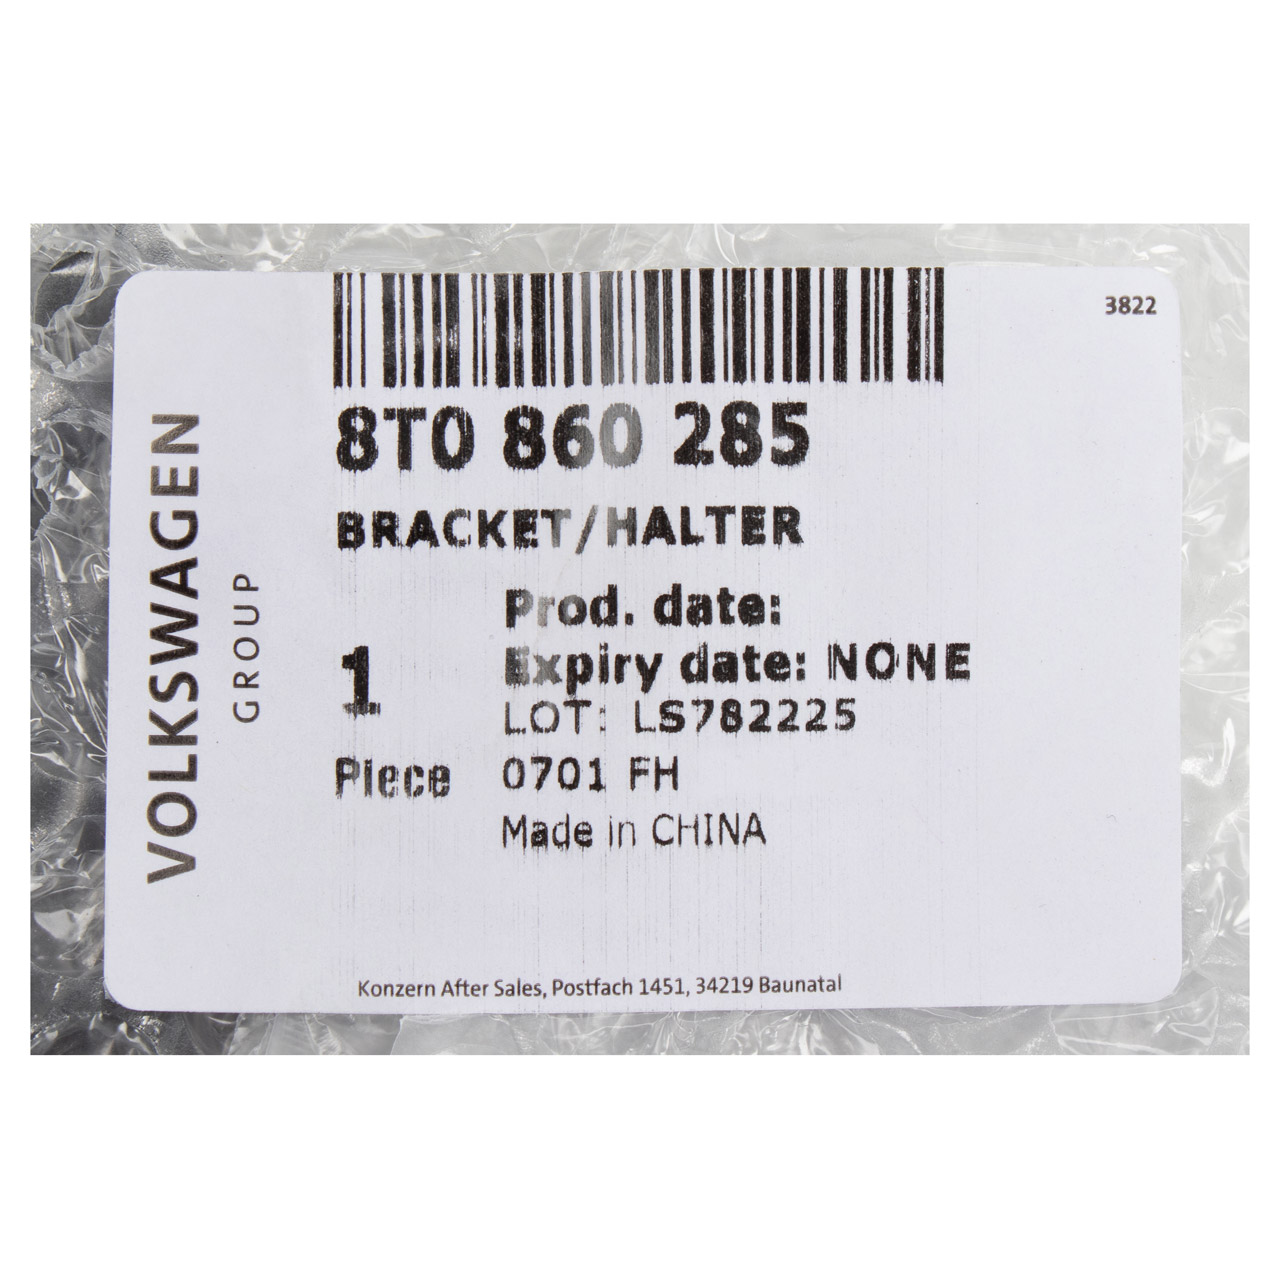 VOLKSWAGEN
GROUP
3822
8T0 860 285
BRACKET/HALTER
Prod. date:
Expiry date: NONE
1
LOT: LS782225
Piece
0701 FH
Made in CHINA
Konzern After Sales, Postfach 1451, 34219 Baunatal